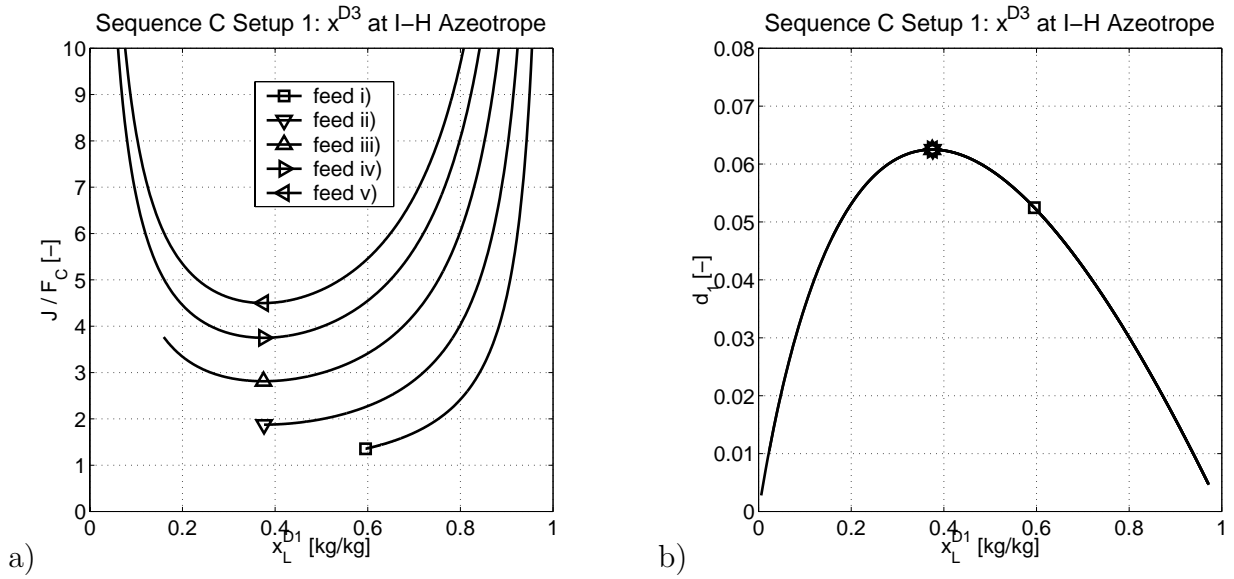 Sequence C Setup 1: x^D3 at I−H Azeotrope
10
9
8
7
6
5
4
3
2
1
0
J / F_C [−]
feed i)
feed ii)
feed iii)
feed iv)
feed v)
0 0.2 0.4 0.6 0.8 1
x_L^D1 [kg/kg]
a)
Sequence C Setup 1: x^D3 at I−H Azeotrope
0.08
0.07
0.06
0.05
0.04
0.03
0.02
0.01
0
d_1 [−]
0 0.2 0.4 0.6 0.8 1
x_L^D1 [kg/kg]
b)